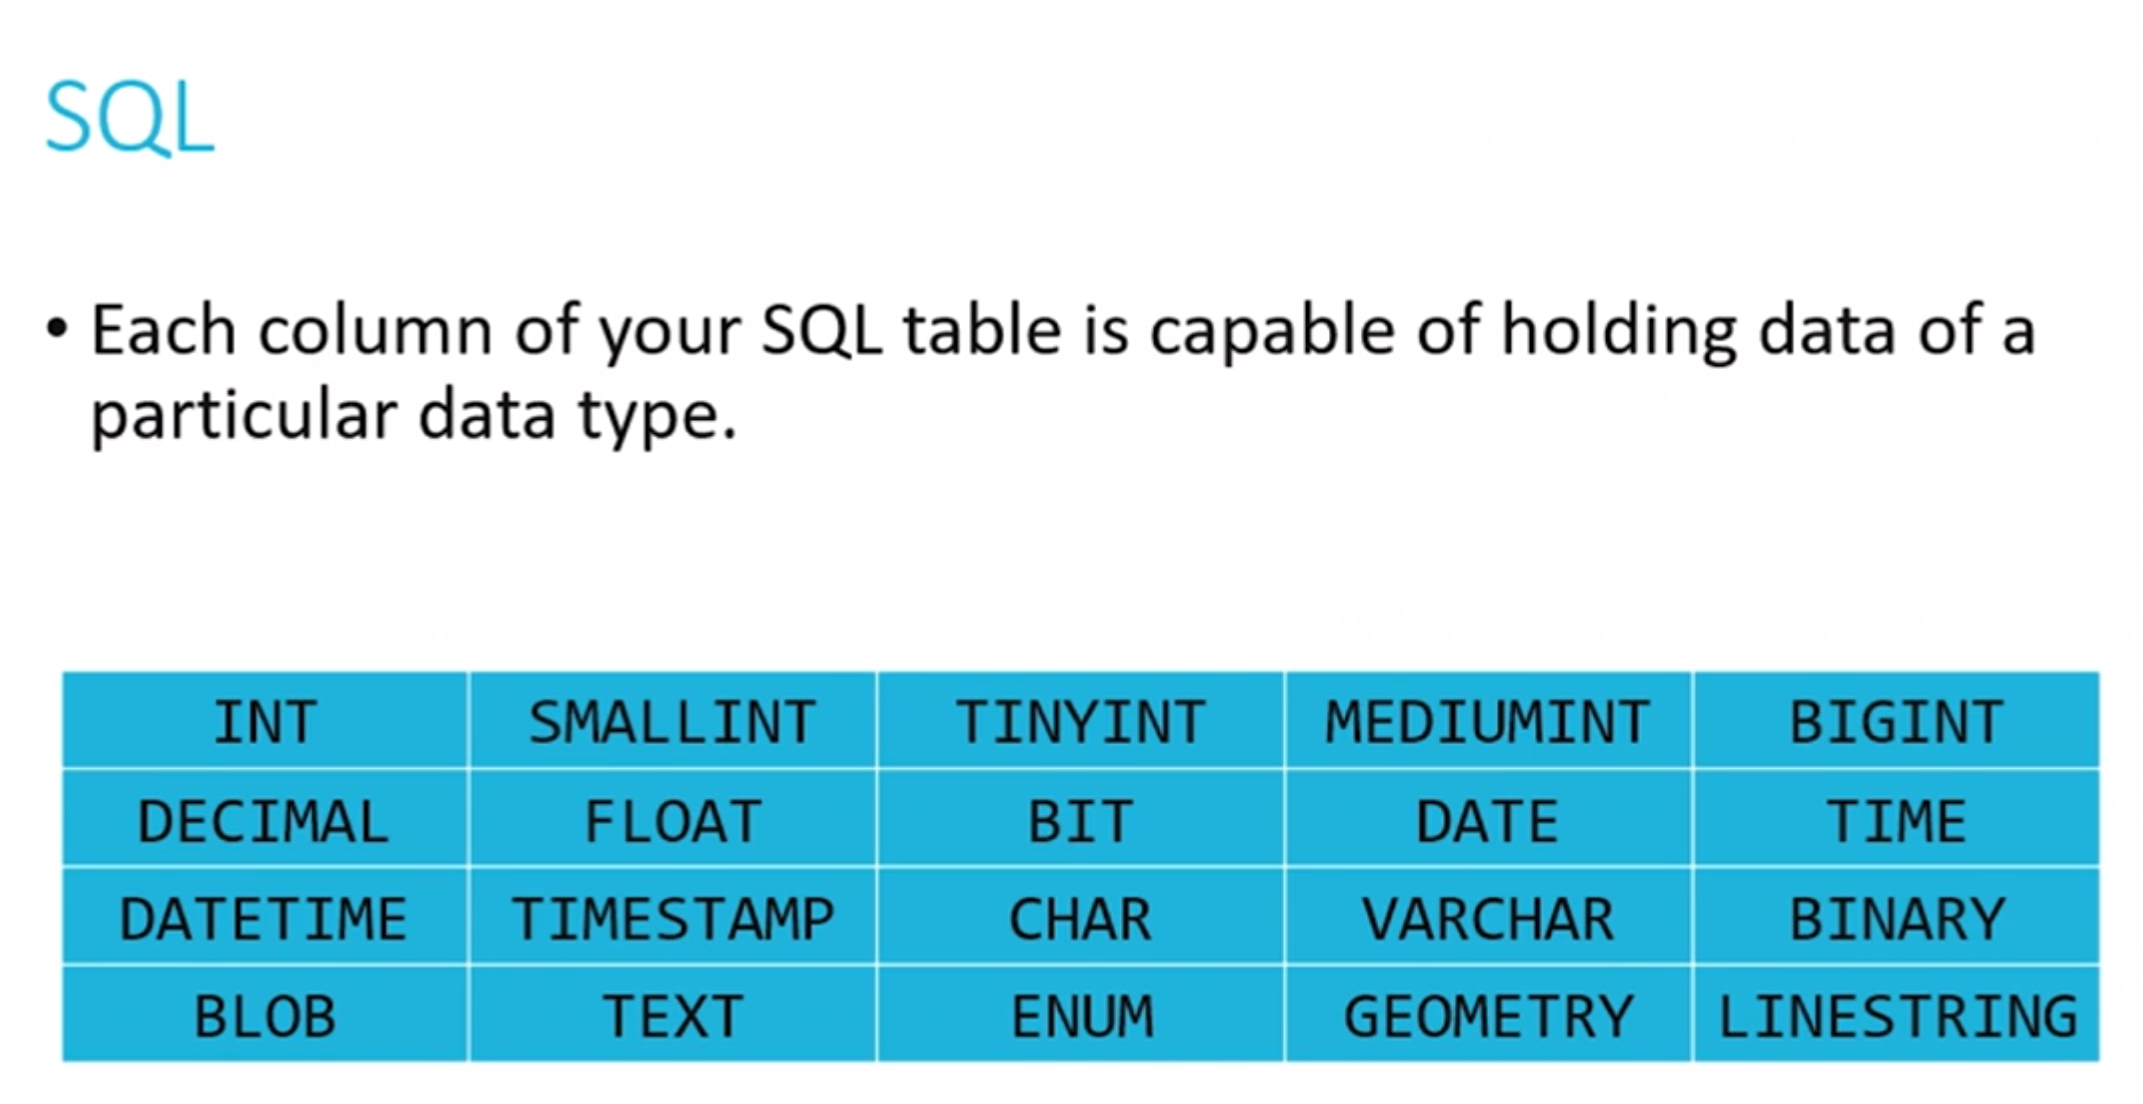 SQL
• Each column of your SQL table is capable of holding data of a
particular data type.
INT SMALLINT TINYINT MEDIUMINT BIGINT
DECIMAL FLOAT BIT DATE TIME
DATETIME TIMESTAMP CHAR VARCHAR BINARY
BLOB TEXT ENUM GEOMETRY LINESTRING